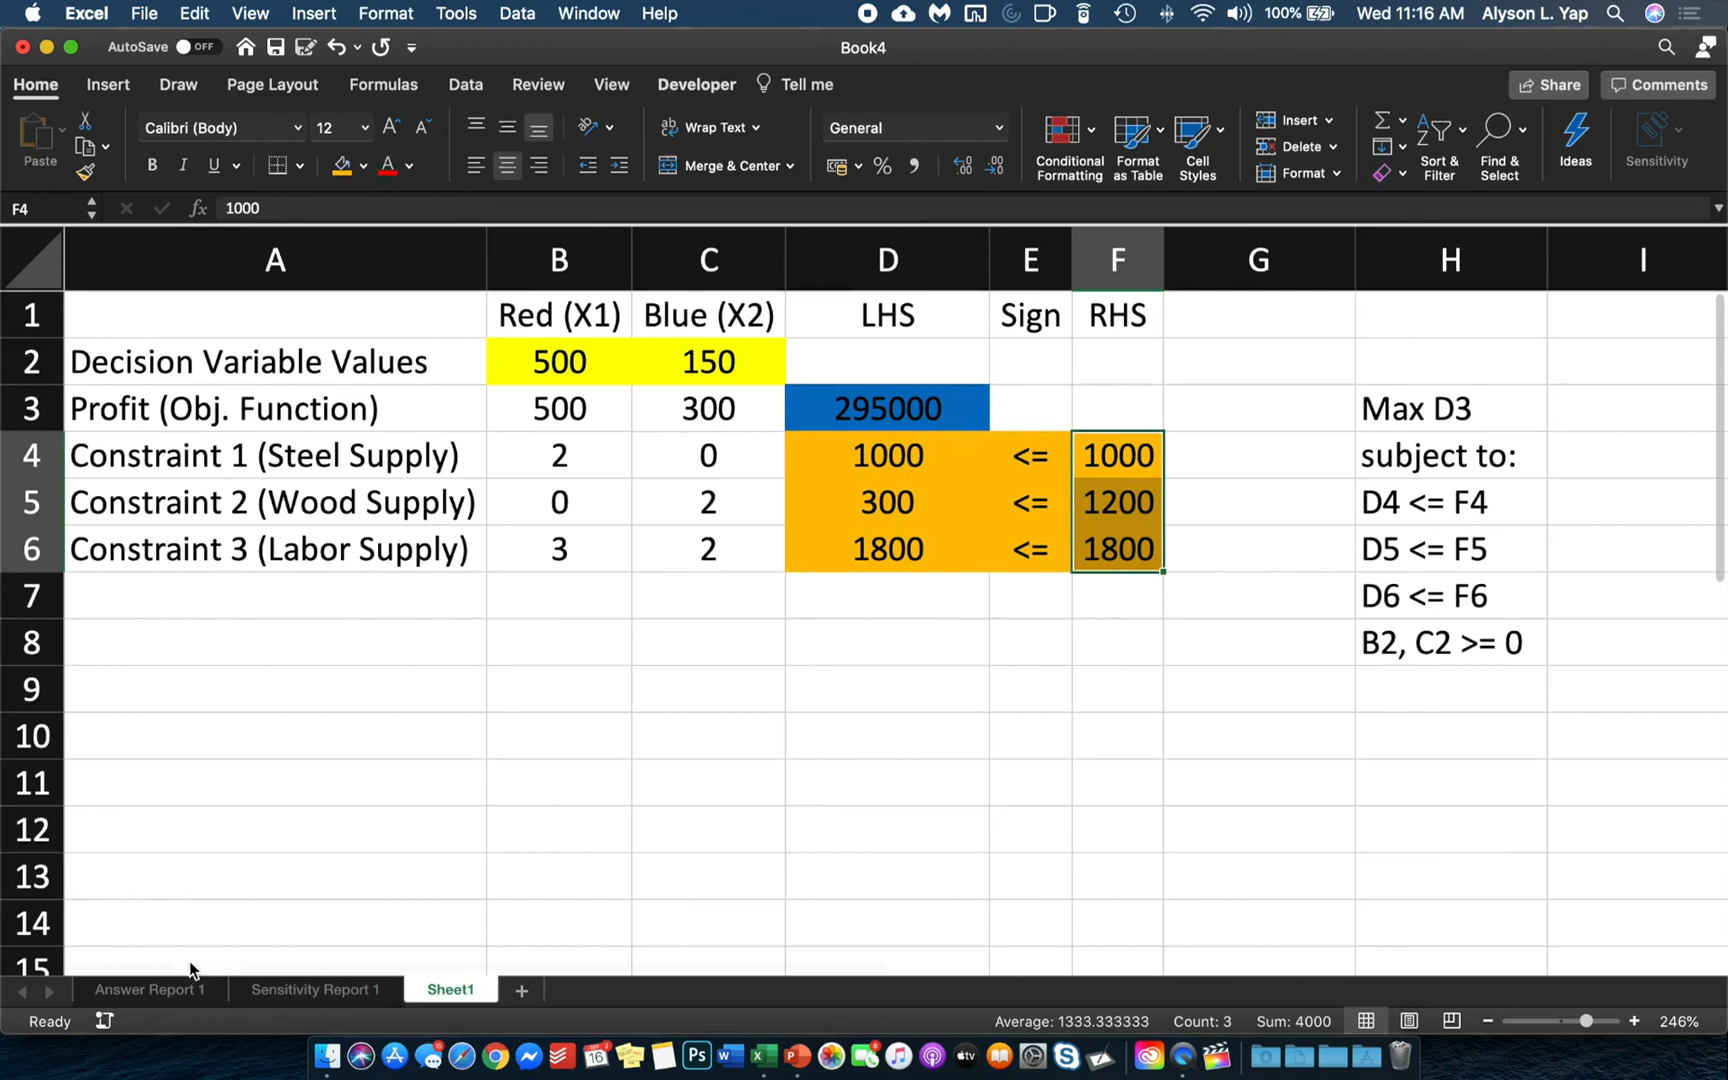 Excel File Edit View Insert Format Tools Data Window Help 100% Wed 11:16 AM Alyson L. Yap
AutoSave OFF Book4
Home Insert Draw Page Layout Formulas Data Review View Developer Tell me Share Comments
Paste Calibri (Body) 12 Wrap Text General Insert
Merge & Center Delete
Format
Conditional Formatting Format as Table Cell Styles Sort & Filter Find & Select Ideas Sensitivity
F4 fx 1000
A B C D E F G H I
1 Red (X1) Blue (X2) LHS Sign RHS
2 Decision Variable Values 500 150
3 Profit (Obj. Function) 500 300 295000 Max D3
4 Constraint 1 (Steel Supply) 2 0 1000 <= 1000 subject to:
5 Constraint 2 (Wood Supply) 0 2 300 <= 1200 D4 <= F4
6 Constraint 3 (Labor Supply) 3 2 1800 <= 1800 D5 <= F5
7 D6 <= F6
8 B2, C2 >= 0
9
10
11
12
13
14
15
Answer Report 1 Sensitivity Report 1 Sheet1 +
Ready Average: 1333.333333 Count: 3 Sum: 4000 246%